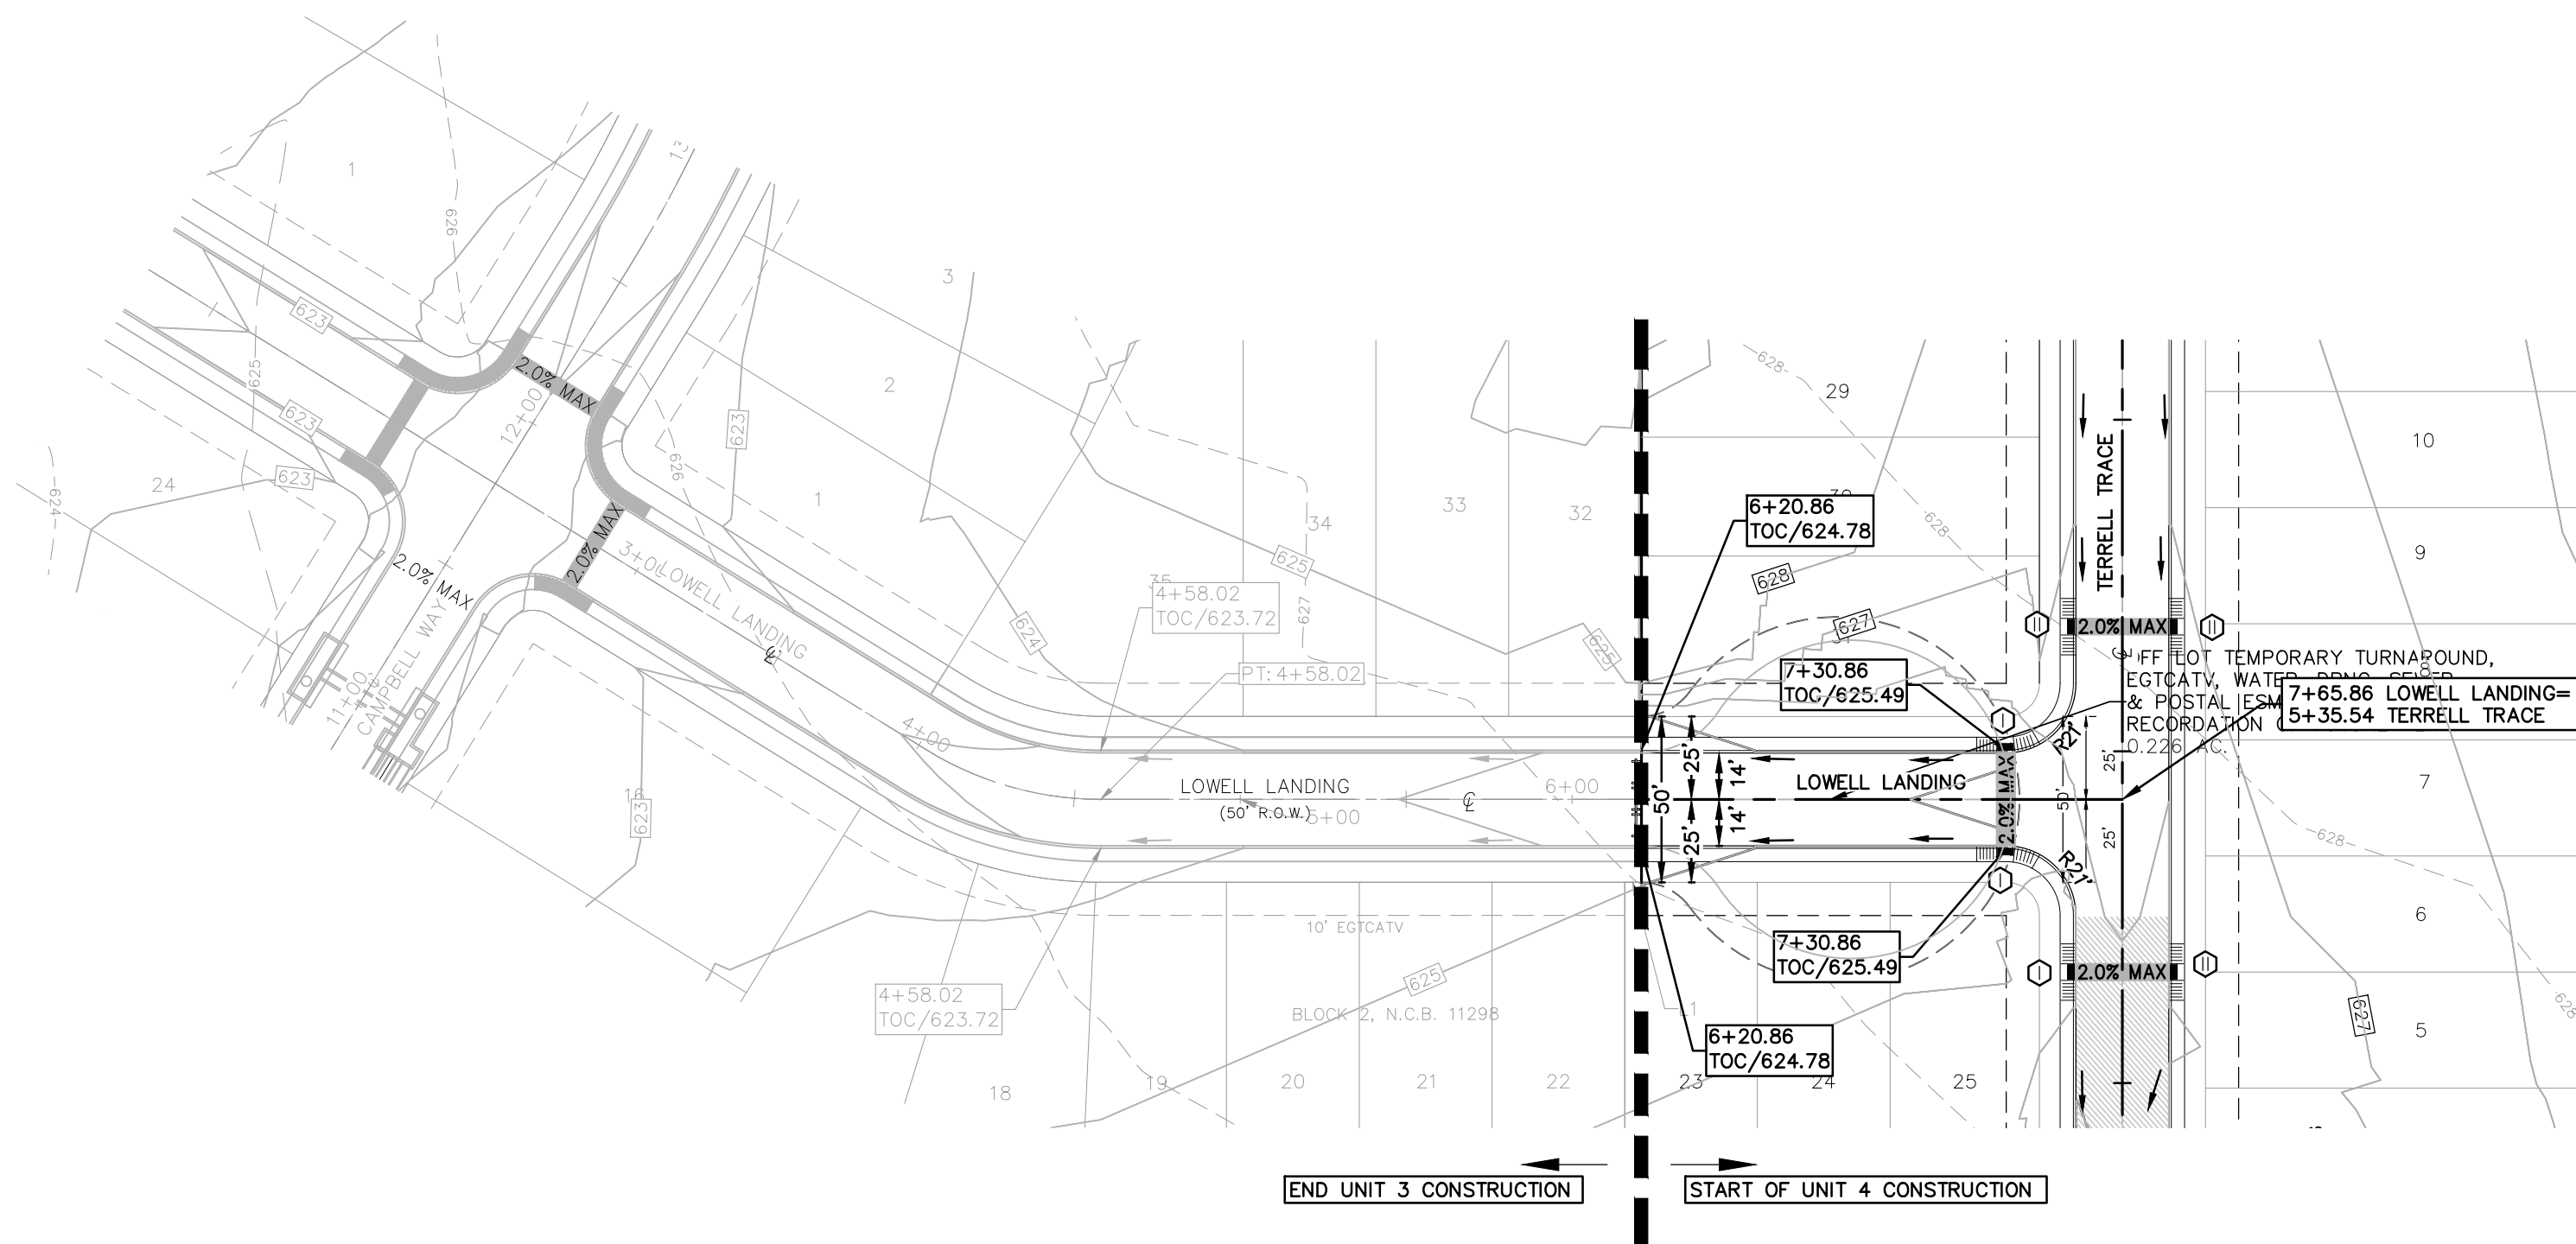 1
626
623
625
623
623
24
624
2.0% MAX
12+00
623
626
2.0% MAX
2.0% MAX
3+00
LOWELL LANDING
℄
11+00
CAMPBELL WAY
3
2
1
34
33
32
625
627
624
625
4+58.02
TOC/623.72
PT: 4+58.02
4+00
LOWELL LANDING
(50' R.O.W.)
5+00
6+00
℄
16
623
10' EGTCATV
625
BLOCK 2, N.C.B. 11298
4+58.02
TOC/623.72
18
19
20
21
22
23
24
25
L1
29
628
628
628
627
6+20.86
TOC/624.78
7+30.86
TOC/625.49
50'
25'
25'
14'
14'
LOWELL LANDING
2.0% MAX
I
I
7+30.86
TOC/625.49
6+20.86
TOC/624.78
TERRELL TRACE
II
2.0% MAX
II
℄
TEMPORARY TURNAROUND,
EGTCATV, WATER, DRNG, SEWER
& POSTAL
RECORDATION
0.226 AC.
7+65.86 LOWELL LANDING=
5+35.54 TERRELL TRACE
R21'
25'
50'
25'
R21'
I
2.0% MAX
II
10
9
8
7
6
5
628
628
627
END UNIT 3 CONSTRUCTION
START OF UNIT 4 CONSTRUCTION